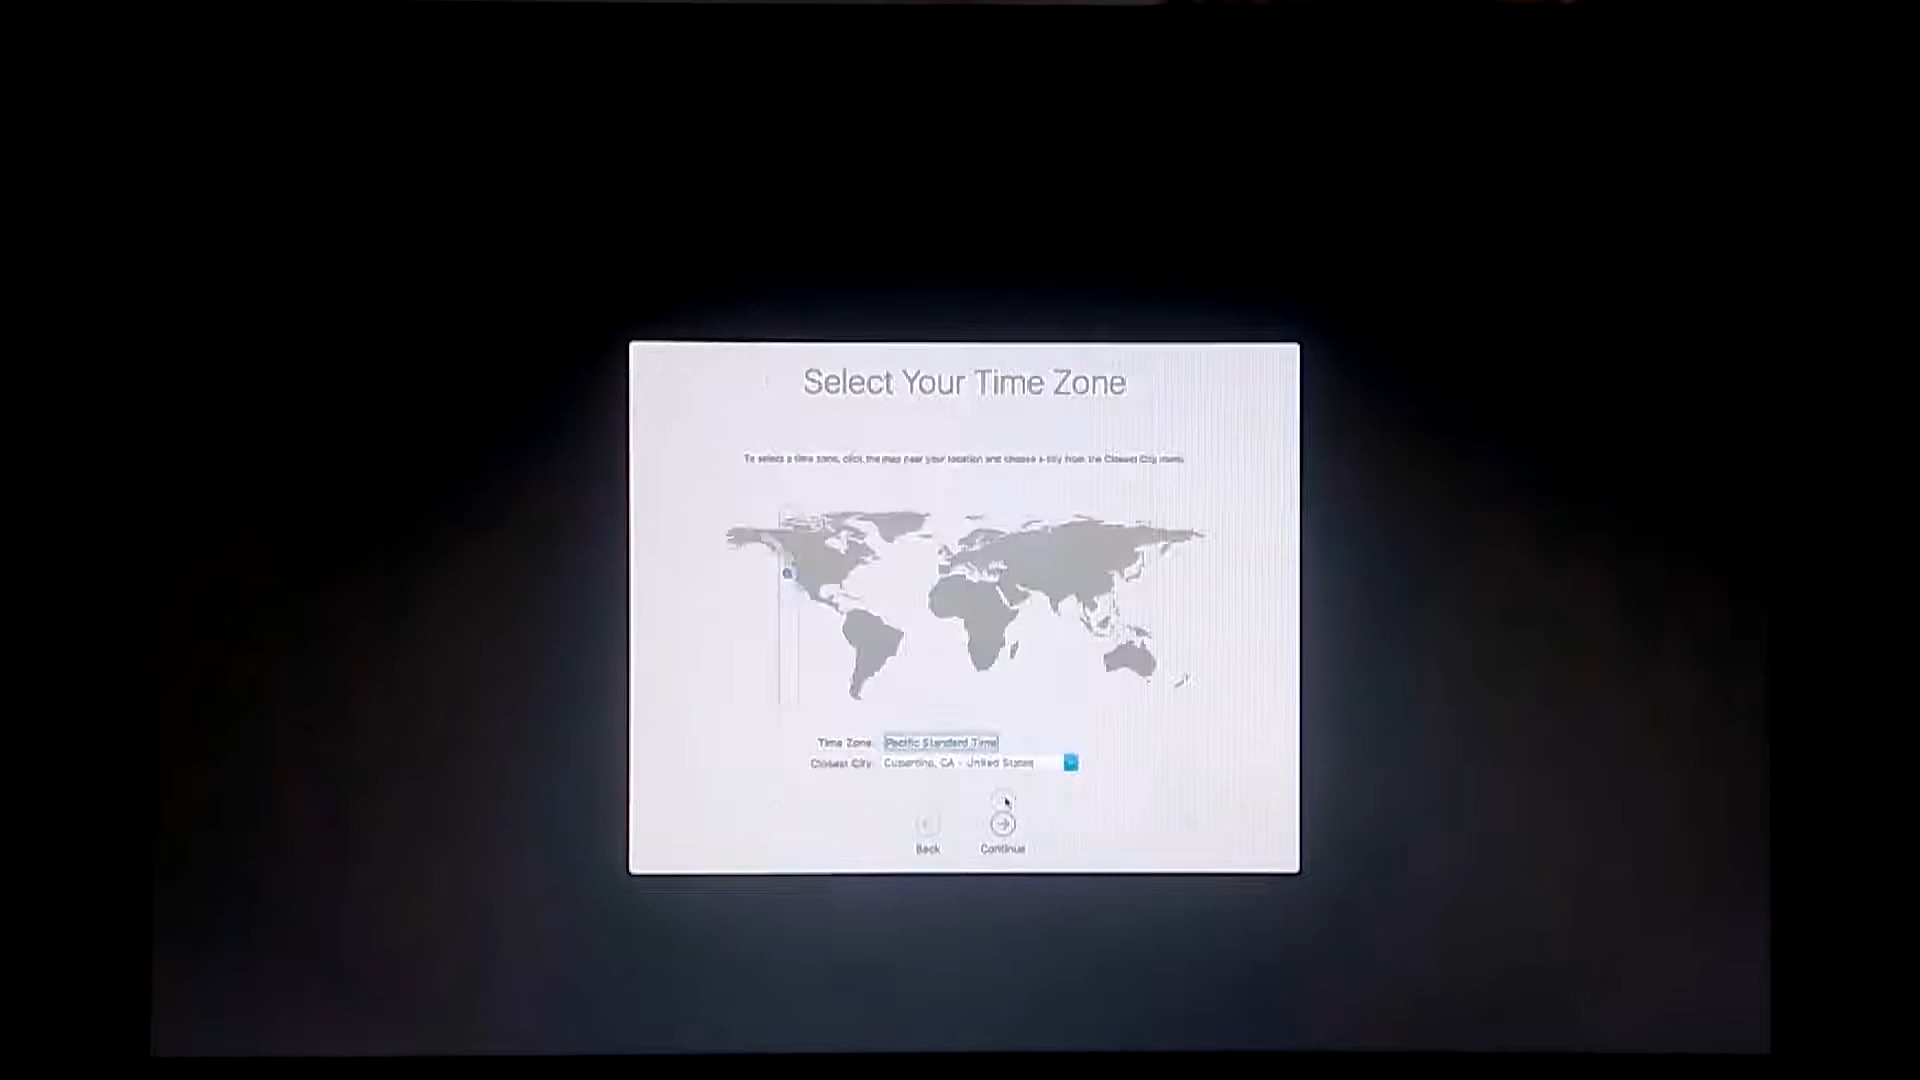 Select Your Time Zone
To select a time zone, click the map near your location and choose a city from the Closest City menu.
Time Zone: Pacific Standard Time
Closest City: Cupertino, CA - United States
Back
Continue